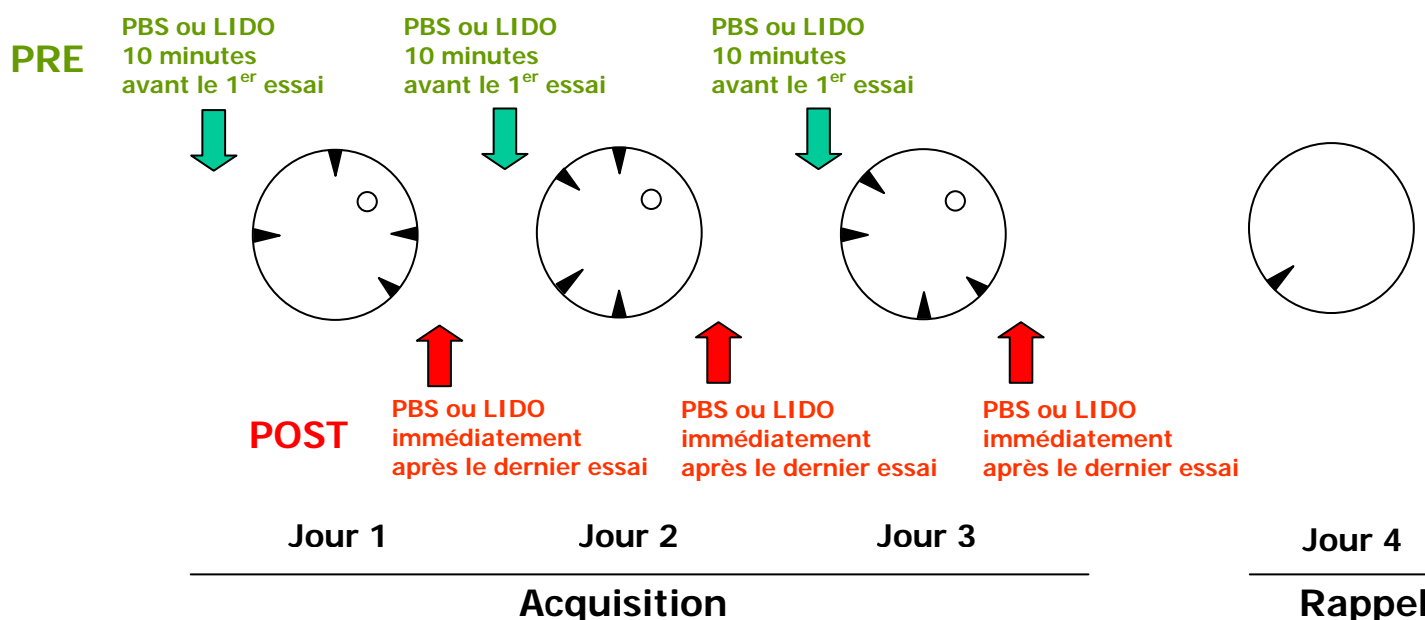 PRE
PBS ou LIDO
10 minutes
avant le 1er essai
PBS ou LIDO
10 minutes
avant le 1er essai
PBS ou LIDO
10 minutes
avant le 1er essai
POST
PBS ou LIDO
immédiatement
après le dernier essai
PBS ou LIDO
immédiatement
après le dernier essai
PBS ou LIDO
immédiatement
après le dernier essai
Jour 1 Jour 2 Jour 3 Jour 4
Acquisition Rappel